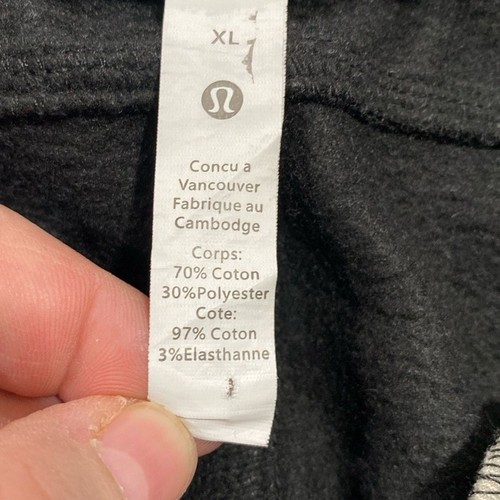 XL
Concu a
Vancouver
Fabrique au
Cambodge
Corps:
70% Coton
30%Polyester
Cote:
97% Coton
3%Elasthanne